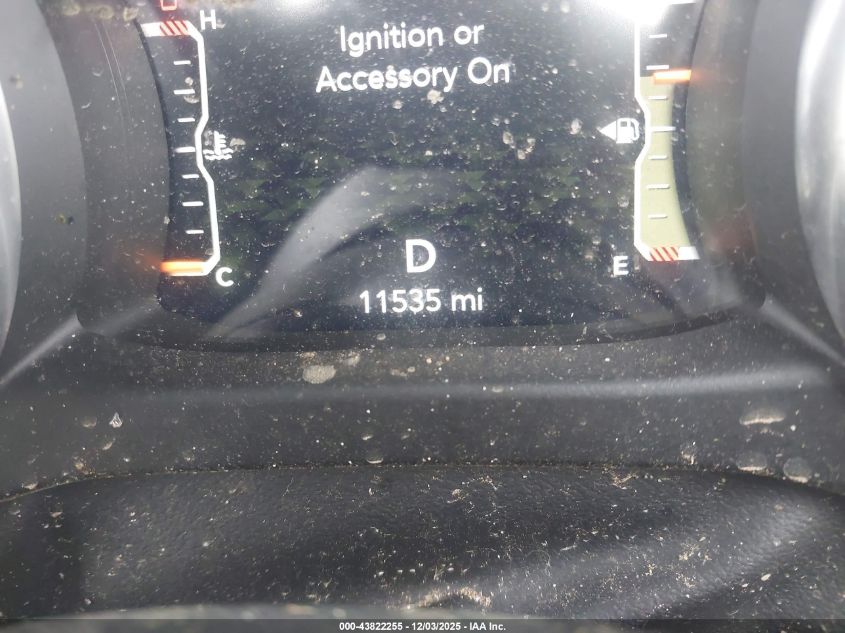 H
Ignition or
Accessory On
D
C
E
11535 mi
000-43822255 - 12/03/2025 - IAA Inc.